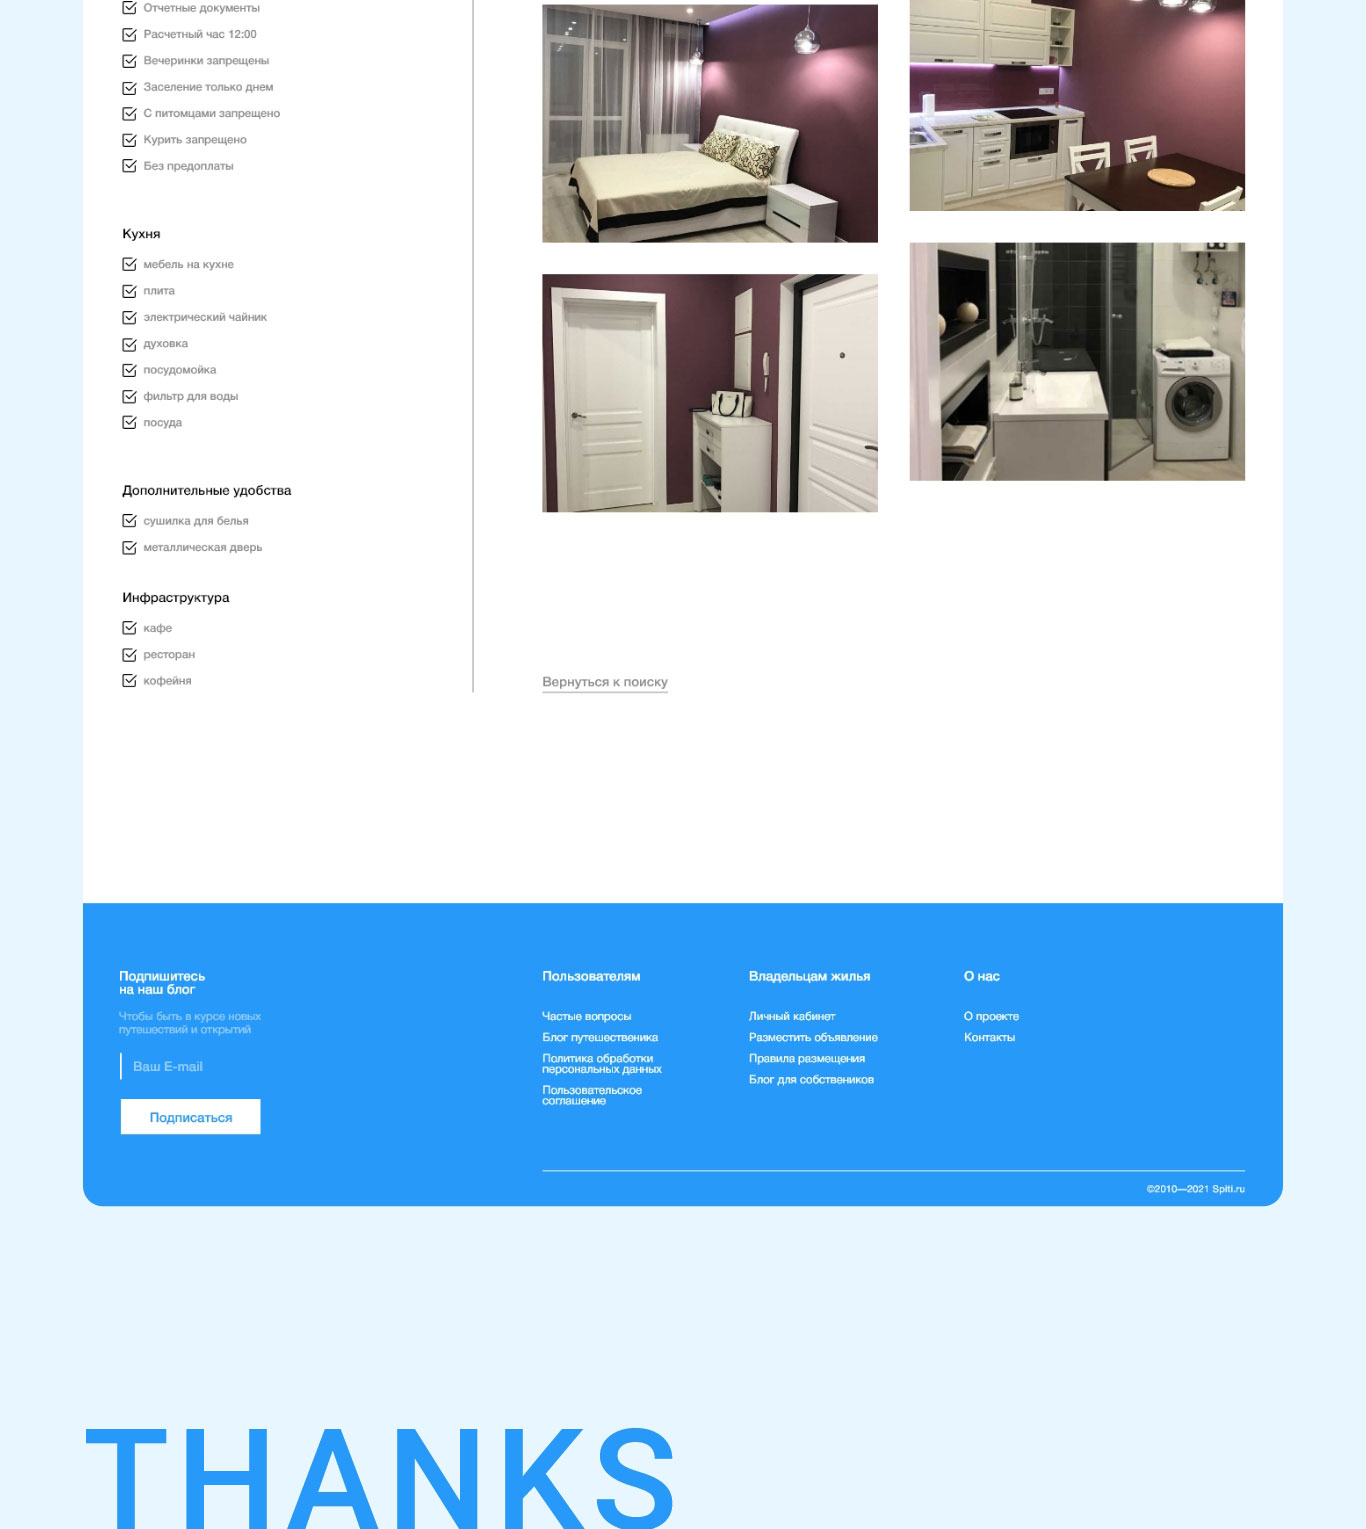 Отчетные документы
Расчетный час 12:00
Вечеринки запрещены
Заселение только днем
С питомцами запрещено
Курить запрещено
Без предоплаты
Кухня
мебель на кухне
плита
электрический чайник
духовка
посудомойка
фильтр для воды
посуда
Дополнительные удобства
сушилка для белья
металлическая дверь
Инфраструктура
кафе
ресторан
кофейня
Вернуться к поиску
Подпишитесь
на наш блог
Чтобы быть в курсе новых
путешествий и открытий
Ваш E-mail
Подписаться
Пользователям
Частые вопросы
Блог путешественика
Политика обработки
персональных данных
Пользовательское
соглашение
Владельцам жилья
Личный кабинет
Разместить объявление
Правила размещения
Блог для собствеников
О нас
О проекте
Контакты
©2010—2021 Spiti.ru
THANKS